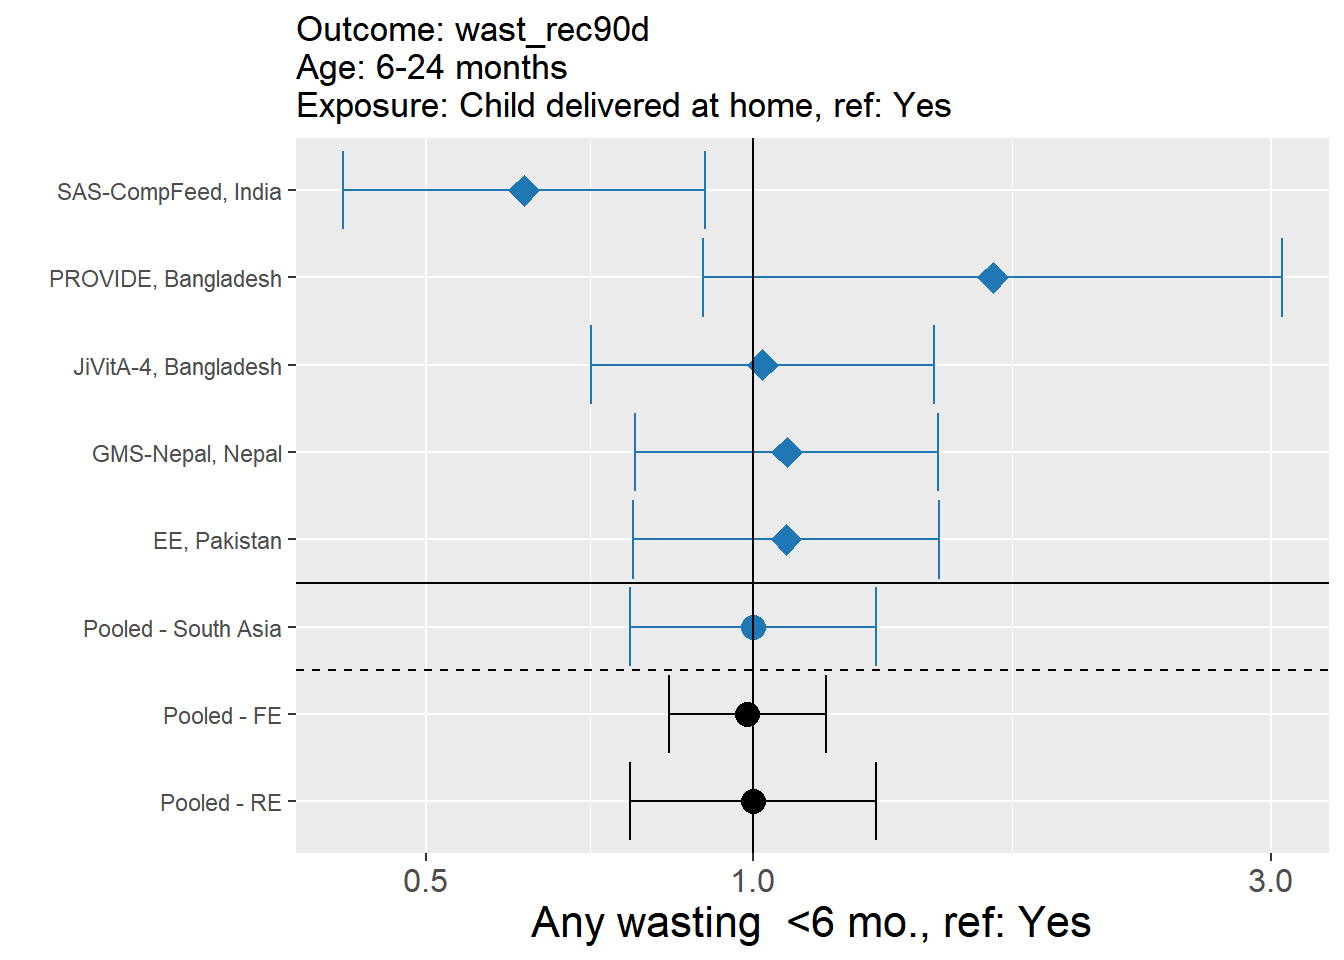 Outcome: wast_rec90d
Age: 6-24 months
Exposure: Child delivered at home, ref: Yes
SAS-CompFeed, India
PROVIDE, Bangladesh
JiVitA-4, Bangladesh
GMS-Nepal, Nepal
EE, Pakistan
Pooled - South Asia
Pooled - FE
Pooled - RE
0.5 1.0 3.0
Any wasting  <6 mo., ref: Yes